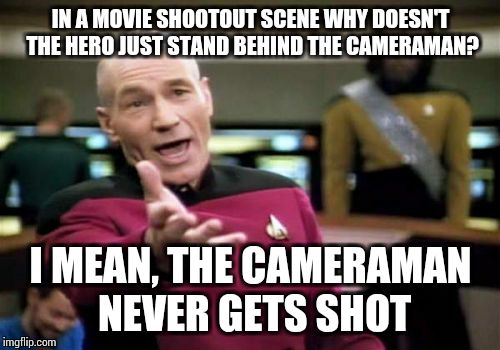 IN A MOVIE SHOOTOUT SCENE WHY DOESN'T
THE HERO JUST STAND BEHIND THE CAMERAMAN?
I MEAN, THE CAMERAMAN
NEVER GETS SHOT
imgflip.com